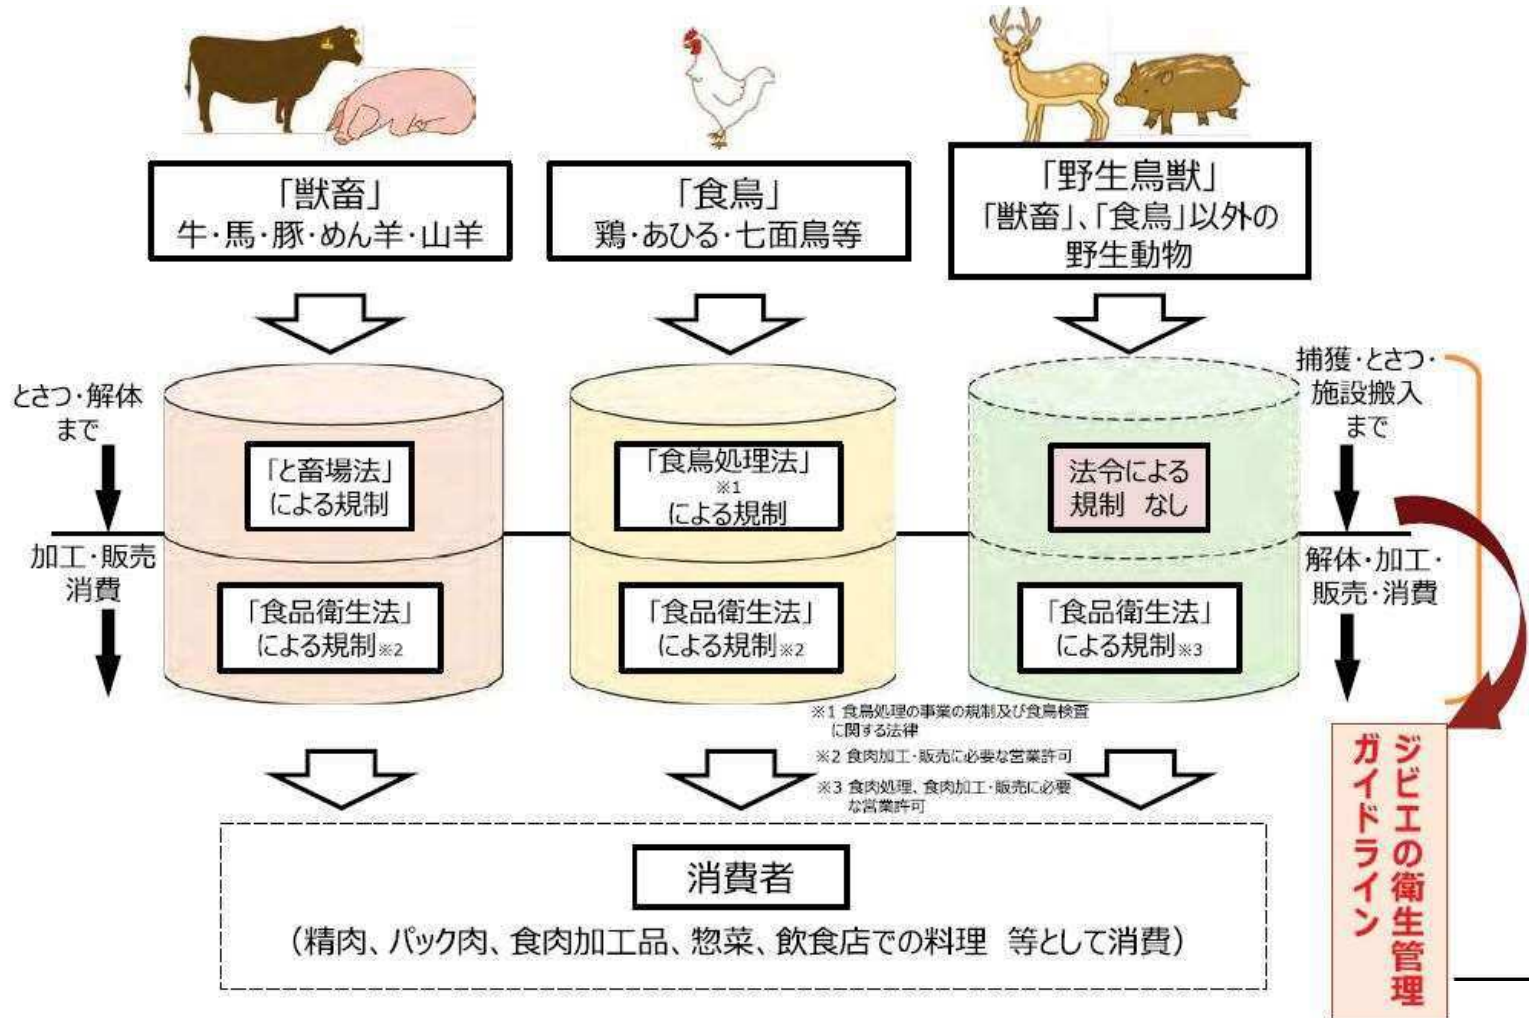 「獣畜」
牛・馬・豚・めん羊・山羊
「食鳥」
鶏・あひる・七面鳥等
「野生鳥獣」
「獣畜」、「食鳥」以外の
野生動物
とさつ・解体
まで
加工・販売
消費
「と畜場法」
による規制
「食品衛生法」
による規制※2
「食鳥処理法」
※1
による規制
「食品衛生法」
による規制※2
法令による
規制 なし
「食品衛生法」
による規制※3
捕獲・とさつ・
施設搬入
まで
解体・加工・
販売・消費
※1 食鳥処理の事業の規制及び食鳥検査
に関する法律
※2 食肉加工・販売に必要な営業許可
※3 食肉処理、食肉加工・販売に必要
な営業許可
ジビエの衛生管理
ガイドライン
消費者
（精肉、パック肉、食肉加工品、惣菜、飲食店での料理 等として消費）